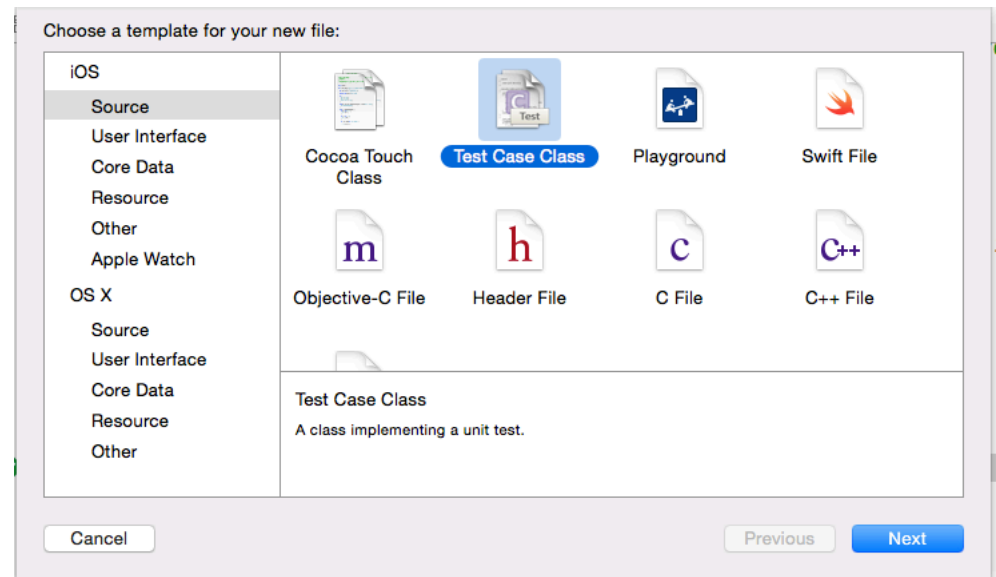 Choose a template for your new file:
iOS
Source
User Interface
Core Data
Resource
Other
Apple Watch
OS X
Source
User Interface
Core Data
Resource
Other
Cocoa Touch
Class
Test
Test Case Class
Playground
Swift File
m
Objective-C File
h
Header File
c
C File
C++
C++ File
Test Case Class
A class implementing a unit test.
Cancel
Previous
Next